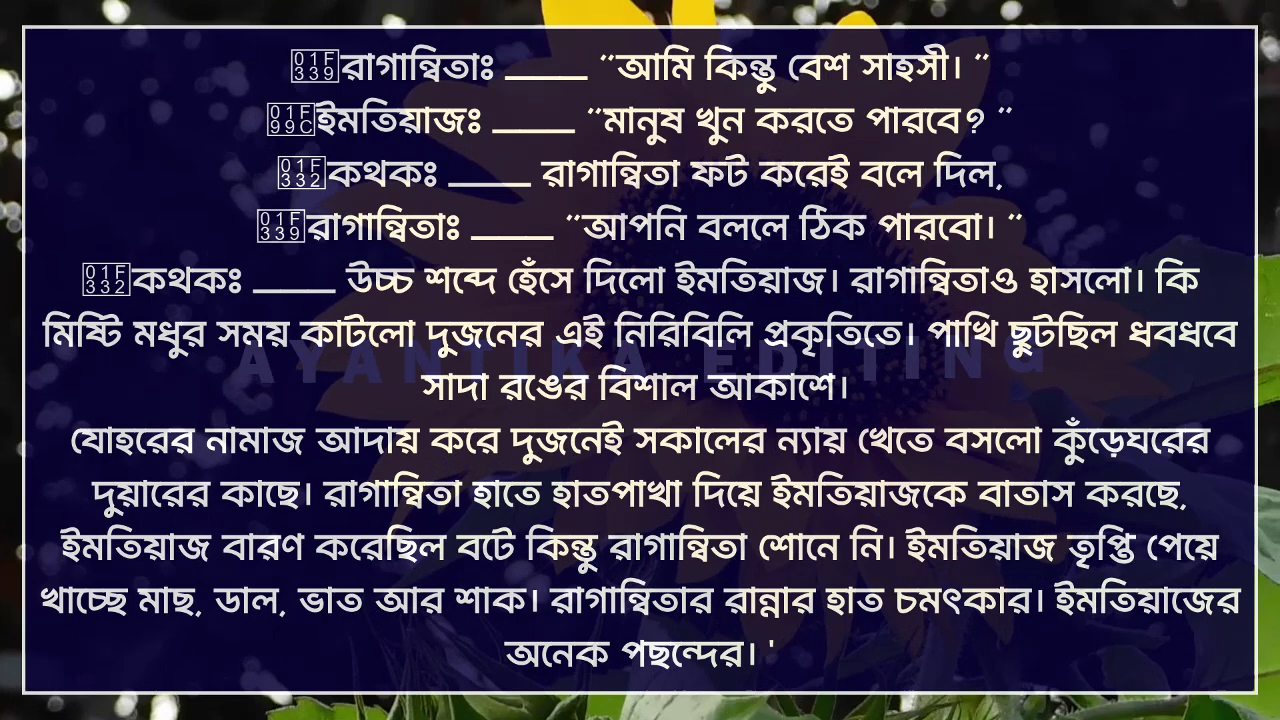 রাগান্বিতাঃ _____ ”আমি কিন্তু বেশ সাহসী। ”
ইমতিয়াজঃ _____ ”মানুষ খুন করতে পারবে? ”
কথকঃ _____ রাগান্বিতা ফট করেই বলে দিল,
রাগান্বিতাঃ _____ ”আপনি বললে ঠিক পারবো। ”
কথকঃ _____ উচ্চ শব্দে হেঁসে দিলো ইমতিয়াজ। রাগান্বিতাও হাসলো। কি
মিষ্টি মধুর সময় কাটলো দুজনের এই নিরিবিলি প্রকৃতিতে। পাখি ছুটছিল ধবধবে
সাদা রঙের বিশাল আকাশে।
AYANTIKA EDITING
যোহরের নামাজ আদায় করে দুজনেই সকালের ন্যায় খেতে বসলো কুঁড়েঘরের
দুয়ারের কাছে। রাগান্বিতা হাতে হাতপাখা দিয়ে ইমতিয়াজকে বাতাস করছে,
ইমতিয়াজ বারণ করেছিল বটে কিন্তু রাগান্বিতা শোনে নি। ইমতিয়াজ তৃপ্তি পেয়ে
খাচ্ছে মাছ, ডাল, ভাত আর শাক। রাগান্বিতার রান্নার হাত চমৎকার। ইমতিয়াজের
অনেক পছন্দের। '